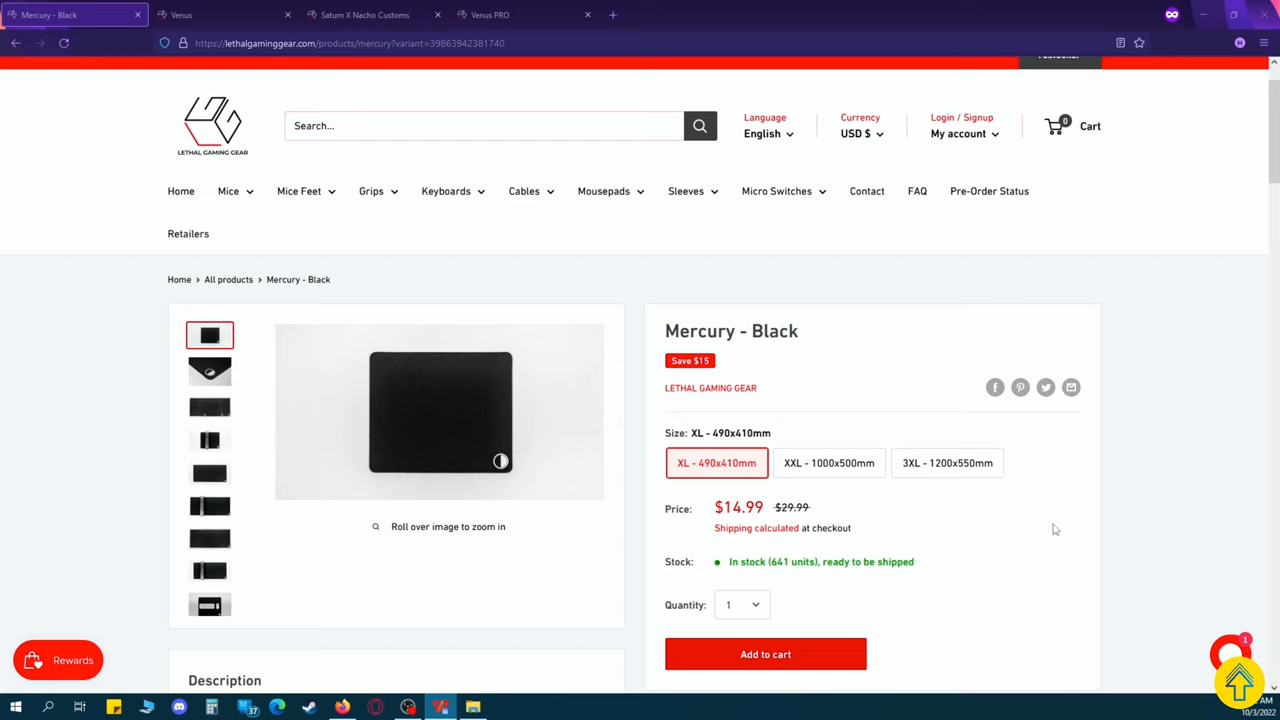 Mercury - Black
Venus
Saturn X Nacho Customs
Venus PRO
https://lethalgaminggear.com/products/mercury?variant=39863942381740
LETHAL GAMING GEAR
Search...
Language
English
Currency
USD $
Login / Signup
My account
0
Cart
Home
Mice
Mice Feet
Grips
Keyboards
Cables
Mousepads
Sleeves
Micro Switches
Contact
FAQ
Pre-Order Status
Retailers
Home > All products > Mercury - Black
Roll over image to zoom in
Mercury - Black
Save $15
LETHAL GAMING GEAR
Size: XL - 490x410mm
XL - 490x410mm
XXL - 1000x500mm
3XL - 1200x550mm
Price: $14.99 $29.99
Shipping calculated at checkout
Stock: In stock (641 units), ready to be shipped
Quantity: 1
Add to cart
Description
Rewards
1
37
AM
10/3/2022